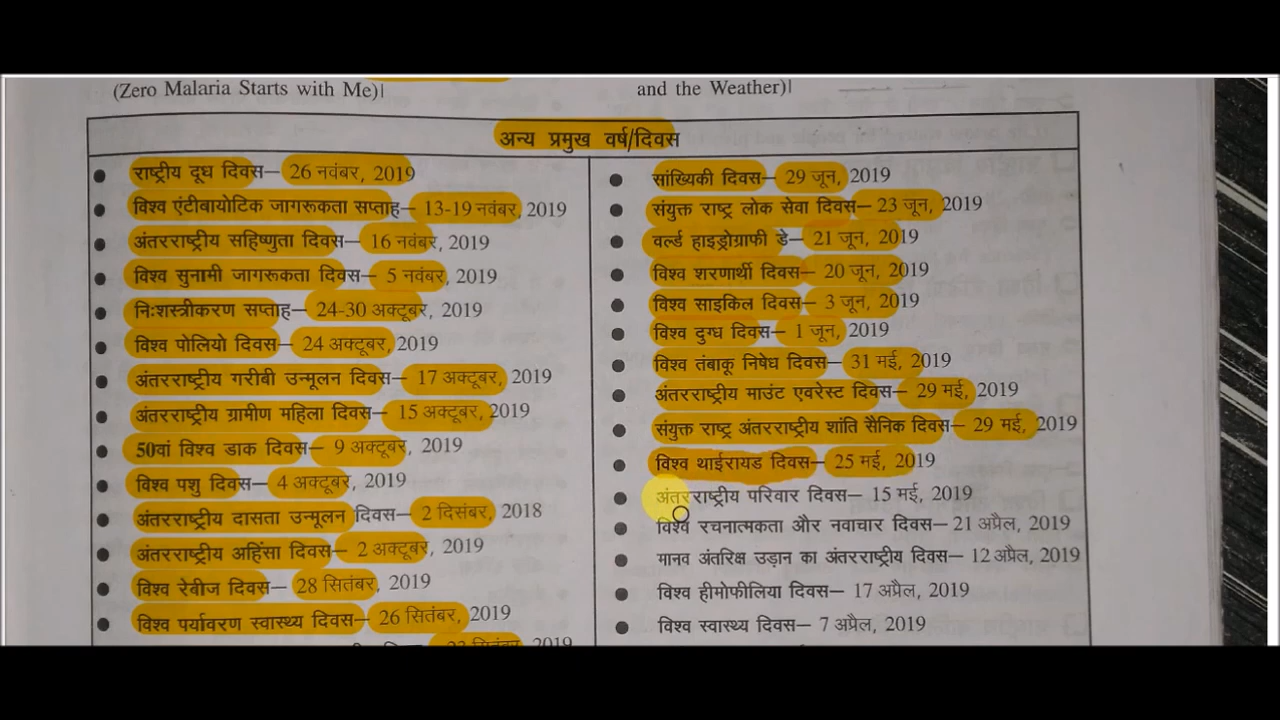 (Zero Malaria Starts with Me)|
and the Weather)|
अन्य प्रमुख वर्ष/दिवस
● राष्ट्रीय दूध दिवस– 26 नवंबर, 2019
● विश्व एंटीबायोटिक जागरूकता सप्ताह– 13-19 नवंबर, 2019
● अंतरराष्ट्रीय सहिष्णुता दिवस– 16 नवंबर, 2019
● विश्व सुनामी जागरूकता दिवस– 5 नवंबर, 2019
● निःशस्त्रीकरण सप्ताह– 24-30 अक्टूबर, 2019
● विश्व पोलियो दिवस– 24 अक्टूबर, 2019
● अंतरराष्ट्रीय गरीबी उन्मूलन दिवस– 17 अक्टूबर, 2019
● अंतरराष्ट्रीय ग्रामीण महिला दिवस– 15 अक्टूबर, 2019
● 50वां विश्व डाक दिवस– 9 अक्टूबर, 2019
● विश्व पशु दिवस– 4 अक्टूबर, 2019
● अंतरराष्ट्रीय दासता उन्मूलन दिवस– 2 दिसंबर, 2018
● अंतरराष्ट्रीय अहिंसा दिवस– 2 अक्टूबर, 2019
● विश्व रेबीज दिवस– 28 सितंबर, 2019
● विश्व पर्यावरण स्वास्थ्य दिवस– 26 सितंबर, 2019
● सांख्यिकी दिवस– 29 जून, 2019
● संयुक्त राष्ट्र लोक सेवा दिवस– 23 जून, 2019
● वर्ल्ड हाइड्रोग्राफी डे– 21 जून, 2019
● विश्व शरणार्थी दिवस– 20 जून, 2019
● विश्व साइकिल दिवस– 3 जून, 2019
● विश्व दुग्ध दिवस– 1 जून, 2019
● विश्व तंबाकू निषेध दिवस– 31 मई, 2019
● अंतरराष्ट्रीय माउंट एवरेस्ट दिवस– 29 मई, 2019
● संयुक्त राष्ट्र अंतरराष्ट्रीय शांति सैनिक दिवस– 29 मई, 2019
● विश्व थाईरायड दिवस– 25 मई, 2019
● अंतरराष्ट्रीय परिवार दिवस– 15 मई, 2019
● विश्व रचनात्मकता और नवाचार दिवस– 21 अप्रैल, 2019
● मानव अंतरिक्ष उड़ान का अंतरराष्ट्रीय दिवस– 12 अप्रैल, 2019
● विश्व हीमोफीलिया दिवस– 17 अप्रैल, 2019
● विश्व स्वास्थ्य दिवस– 7 अप्रैल, 2019